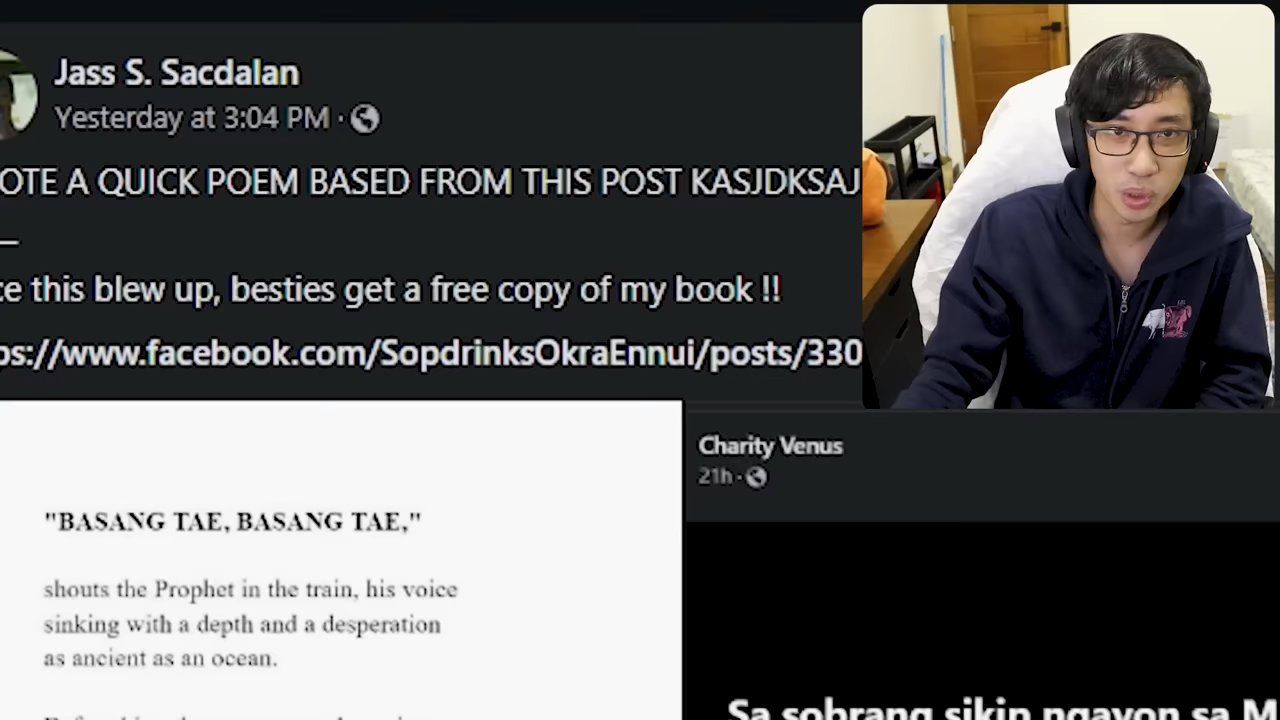 Jass S. Sacdalan
Yesterday at 3:04 PM ·
OTE A QUICK POEM BASED FROM THIS POST KASJDKSAJ
ce this blew up, besties get a free copy of my book !!
ps://www.facebook.com/SopdrinksOkraEnnui/posts/330
"BASANG TAE, BASANG TAE,"
shouts the Prophet in the train, his voice
sinking with a depth and a desperation
as ancient as an ocean.
Charity Venus
21h ·
Sa sobrang sikip ngayon sa M